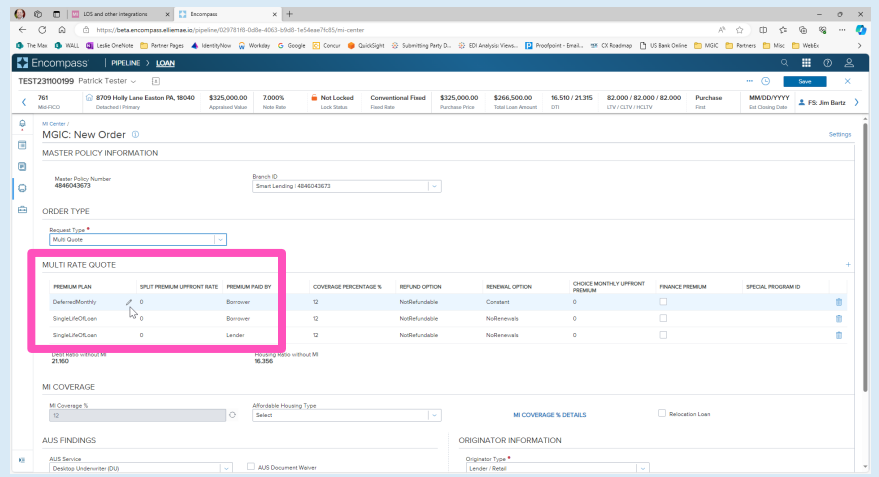 LOS and other integrations
Encompass
https://beta.encompass.elliemae.io/pipeline/029781f8-0d8e-4063-b9d8-1e54eae7fc85/mi-center
The Max
WALL
Leslie OneNote
Partner Pages
IdentityNow
Workday
Google
Concur
QuickSight
Submitting Party D...
EDI Analysis: Views...
Proofpoint - Email...
CX Roadmap
US Bank Online
MGIC
Partners
Misc
WebEx
Encompass
PIPELINE > LOAN
TEST231100199 Patrick Tester
Save
761
Mid-FICO
8709 Holly Lane Easton PA, 18040
Detached | Primary
$325,000.00
Appraised Value
7.000%
Note Rate
Not Locked
Lock Status
Conventional Fixed
Fixed Rate
$325,000.00
Purchase Price
$266,500.00
Total Loan Amount
16.510 / 21.315
DTI
82.000 / 82.000 / 82.000
LTV / CLTV / HCLTV
Purchase
First
MM/DD/YYYY
Est Closing Date
FS: Jim Bartz
MI Center /
MGIC: New Order
Settings
MASTER POLICY INFORMATION
Master Policy Number
4846043673
Branch ID
Smart Lending | 4846043673
ORDER TYPE
Request Type *
Multi Quote
MULTI RATE QUOTE
PREMIUM PLAN SPLIT PREMIUM UPFRONT RATE PREMIUM PAID BY COVERAGE PERCENTAGE % REFUND OPTION RENEWAL OPTION CHOICE MONTHLY UPFRONT PREMIUM FINANCE PREMIUM SPECIAL PROGRAM ID
DeferredMonthly 0 Borrower 12 NotRefundable Constant 0
SingleLifeOfLoan 0 Borrower 12 NotRefundable NoRenewals 0
SingleLifeOfLoan 0 Lender 12 NotRefundable NoRenewals 0
Debt Ratio without MI
21.160
Housing Ratio without MI
16.356
MI COVERAGE
MI Coverage %
12
Affordable Housing Type
Select
MI COVERAGE % DETAILS
Relocation Loan
AUS FINDINGS
AUS Service
Desktop Underwriter (DU)
AUS Document Waiver
ORIGINATOR INFORMATION
Originator Type *
Lender / Retail